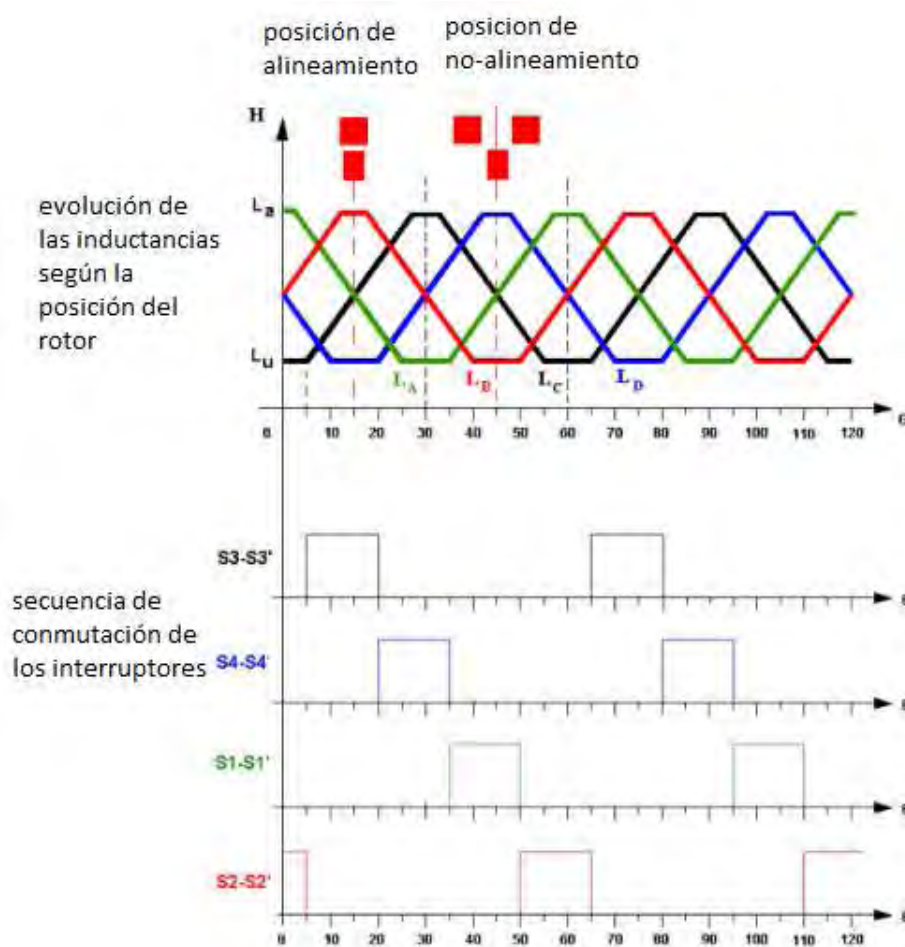 posición de
alineamiento
posicion de
no-alineamiento
H
evolución de
las inductancias
según la
posición del
rotor
La
Lu
LA
LB
LC
LD
0 10 20 30 40 50 60 70 80 90 100 110 120
S3-S3'
secuencia de
conmutación de
los interruptores
S4-S4'
S1-S1'
S2-S2'
0 10 20 30 40 50 60 70 80 90 100 110 120